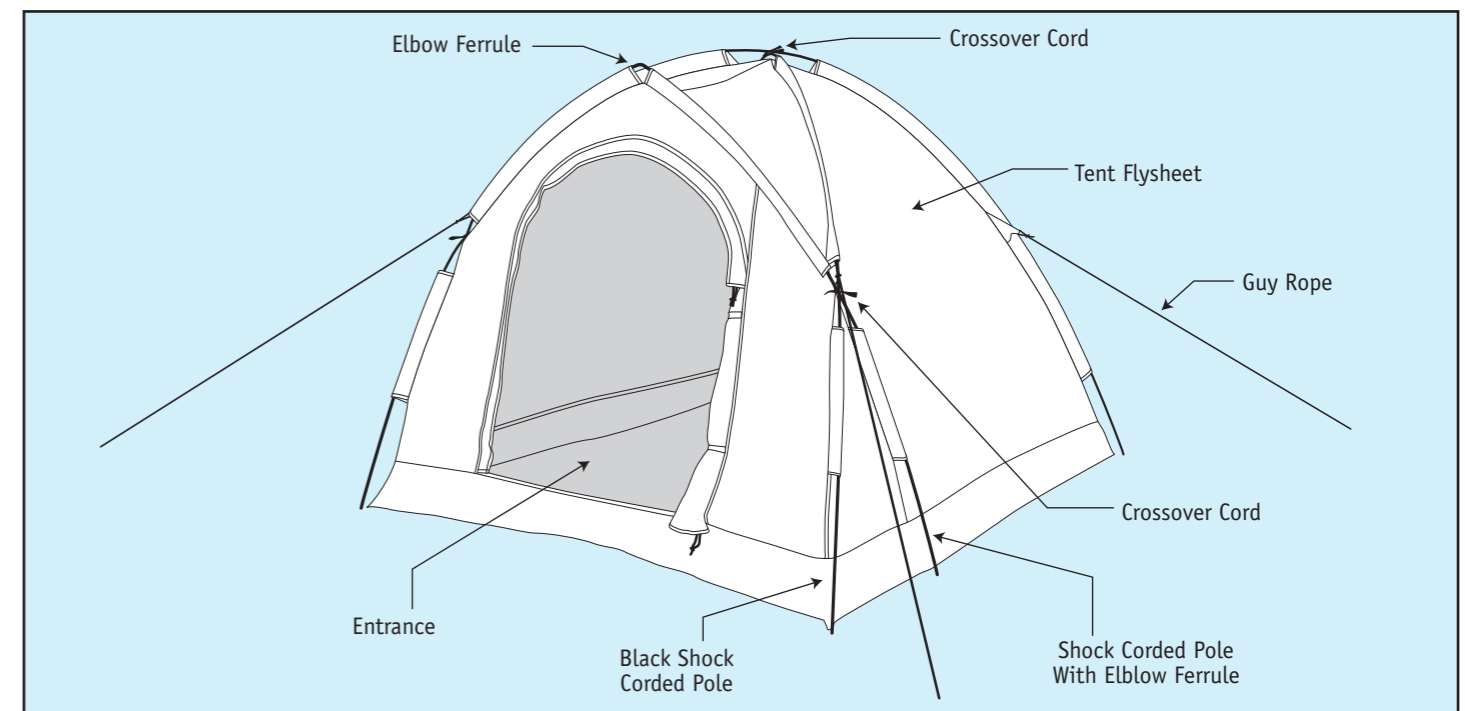 Elbow Ferrule
Crossover Cord
Tent Flysheet
Guy Rope
Crossover Cord
Entrance
Black Shock
Corded Pole
Shock Corded Pole
With Elblow Ferrule